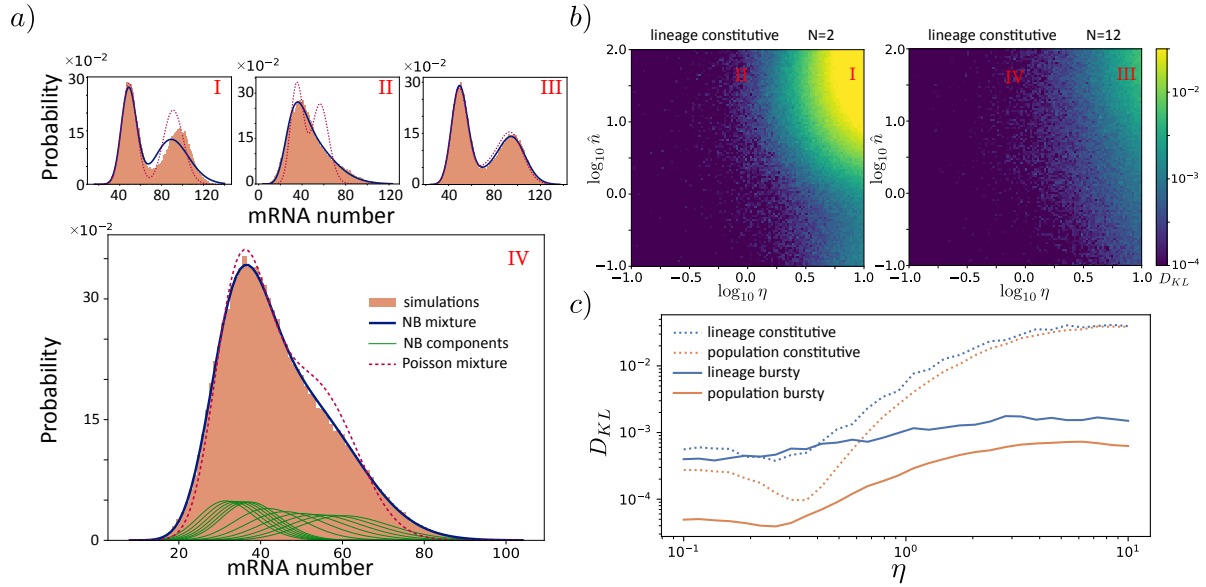 a)
×10⁻²
30
15
0
40
80
120
I
×10⁻²
30
15
0
0
40
80
120
II
×10⁻²
30
15
0
40
80
120
III
Probability
mRNA number
×10⁻²
30
15
0
20
40
60
80
100
IV
simulations
NB mixture
NB components
Poisson mixture
Probability
mRNA number
b)
lineage constitutive N=2
2.0
1.0
0.0
−1.0
-1.0
-0.5
0.0
0.5
1.0
II
I
log₁₀ n̂
log₁₀ η
lineage constitutive N=12
2.0
1.0
0.0
−1.0
-1.0
-0.5
0.0
0.5
1.0
IV
III
log₁₀ n̂
log₁₀ η
10⁻²
10⁻³
10⁻⁴
D_KL
c)
lineage constitutive
population constitutive
lineage bursty
population bursty
10⁻²
10⁻³
10⁻⁴
D_KL
10⁻¹
10⁰
10¹
η